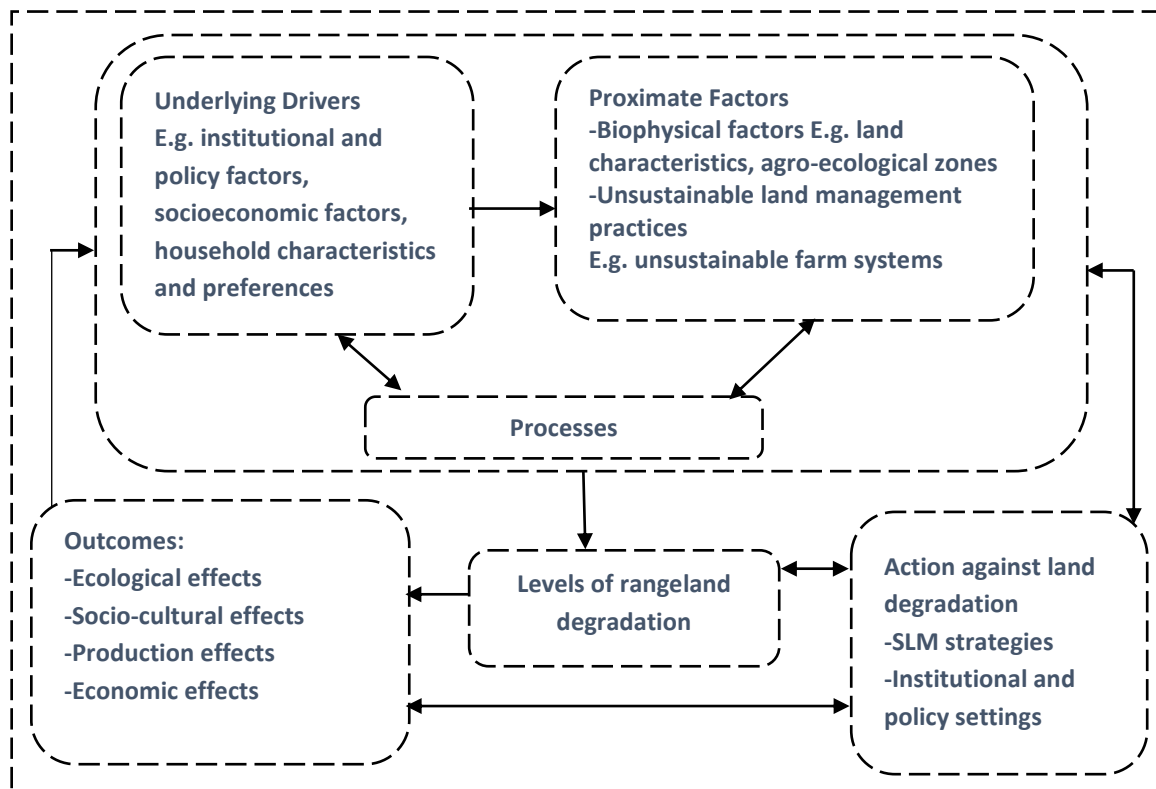 Underlying Drivers
E.g. institutional and
policy factors,
socioeconomic factors,
household characteristics
and preferences
Proximate Factors
-Biophysical factors E.g. land
characteristics, agro-ecological zones
-Unsustainable land management
practices
E.g. unsustainable farm systems
Processes
Outcomes:
-Ecological effects
-Socio-cultural effects
-Production effects
-Economic effects
Levels of rangeland
degradation
Action against land
degradation
-SLM strategies
-Institutional and
policy settings